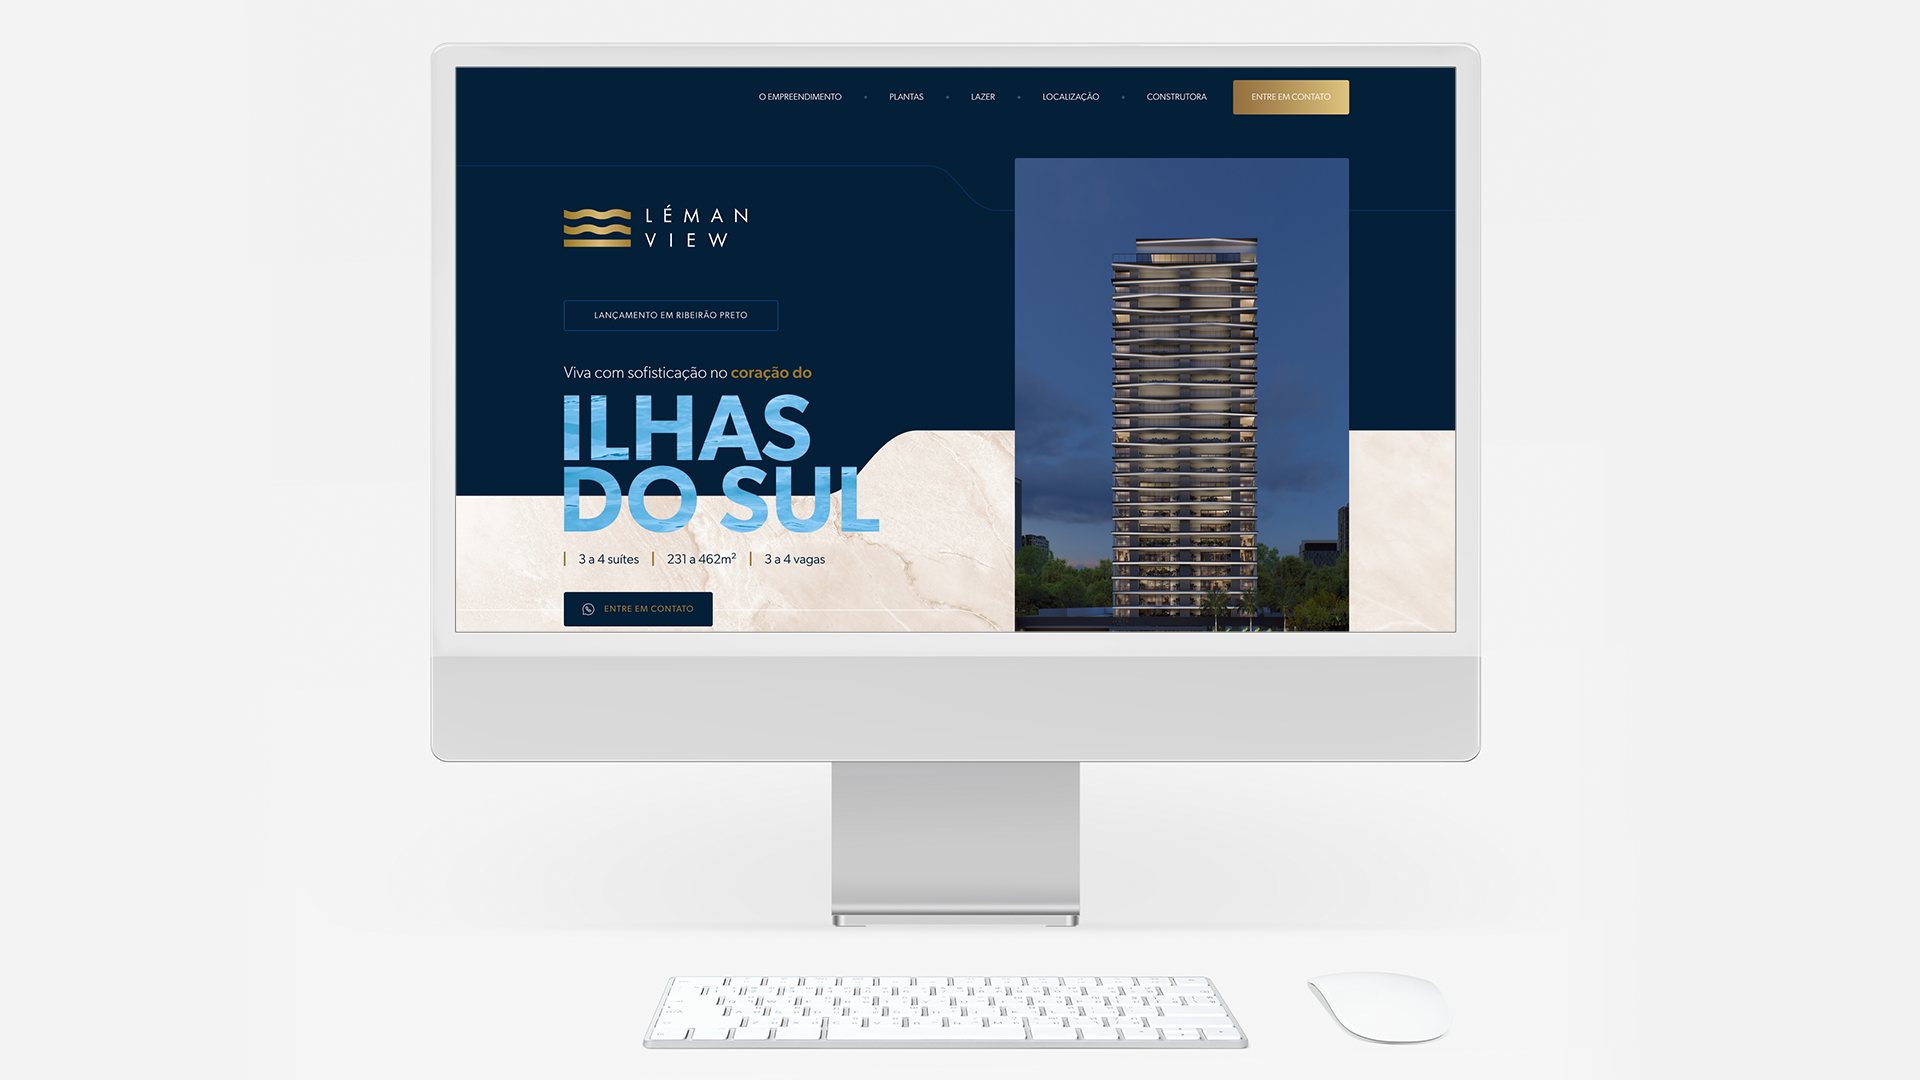 O EMPREENDIMENTO • PLANTAS • LAZER • LOCALIZAÇÃO • CONSTRUTORA ENTRE EM CONTATO
LÉMAN
VIEW
LANÇAMENTO EM RIBEIRÃO PRETO
Viva com sofisticação no coração do
ILHAS
DO SUL
3 a 4 suítes | 231 a 462m² | 3 a 4 vagas
ENTRE EM CONTATO